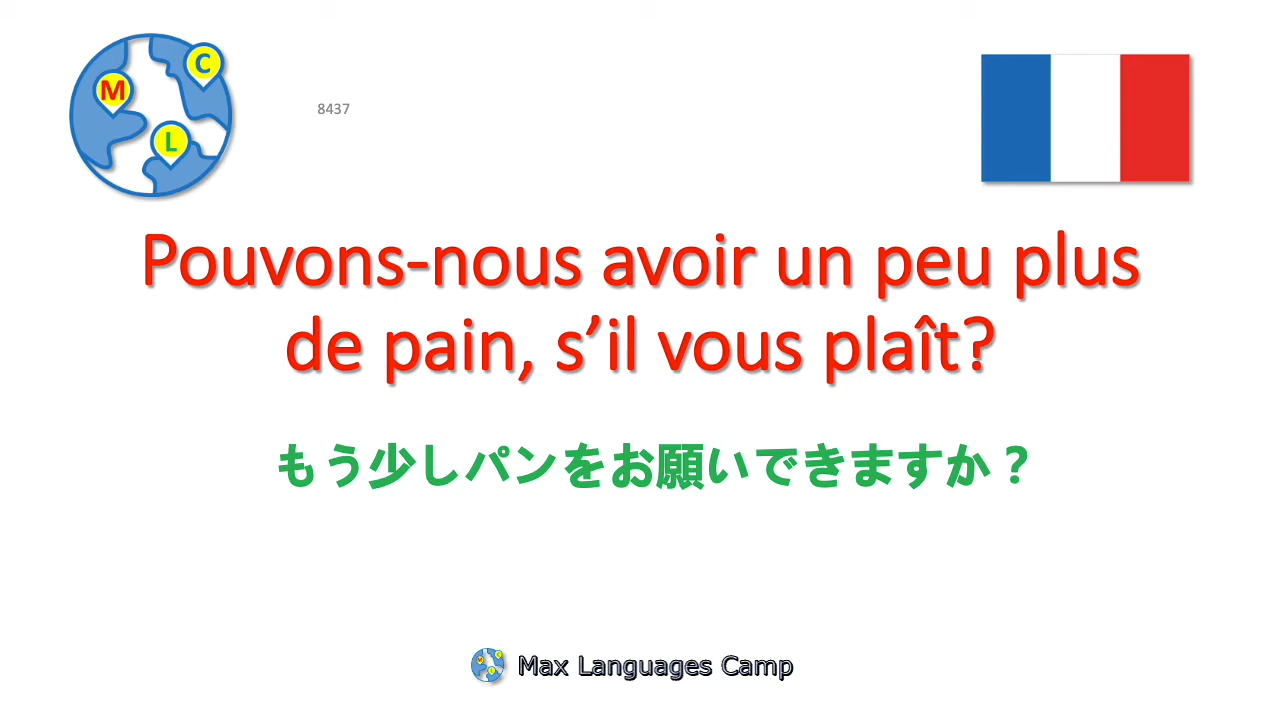 M
C
L
8437
Pouvons-nous avoir un peu plus
de pain, s’il vous plaît?
もう少しパンをお願いできますか？
Max Languages Camp